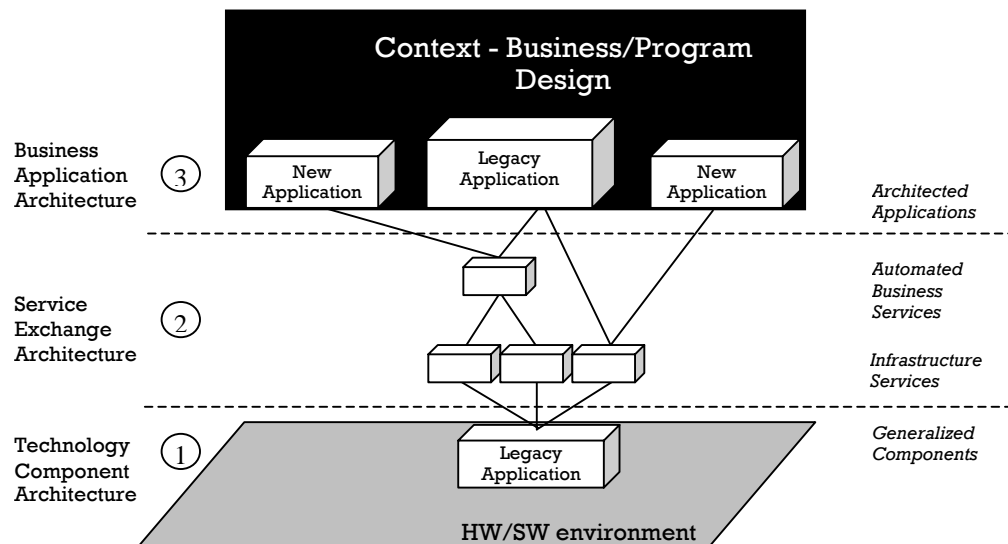 Context - Business/Program
Design
Business
Application
Architecture
3
New
Application
Legacy
Application
New
Application
Architected
Applications
Service
Exchange
Architecture
2
Automated
Business
Services
Infrastructure
Services
Technology
Component
Architecture
1
Legacy
Application
Generalized
Components
HW/SW environment